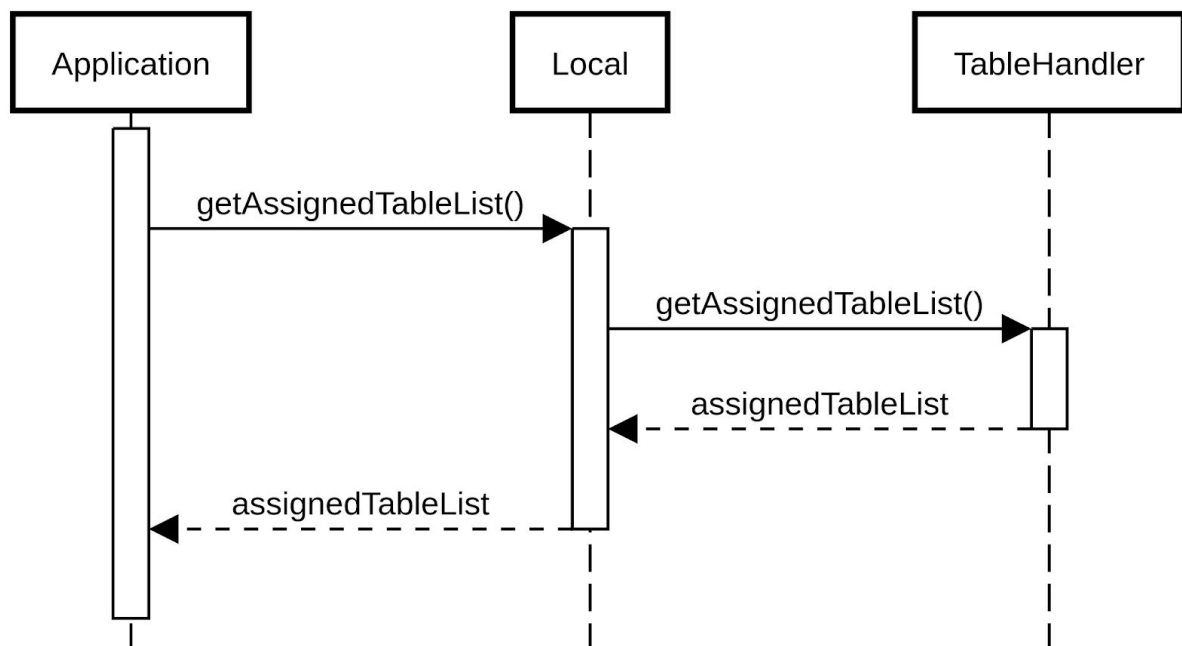 Application
Local
TableHandler
getAssignedTableList()
getAssignedTableList()
assignedTableList
assignedTableList